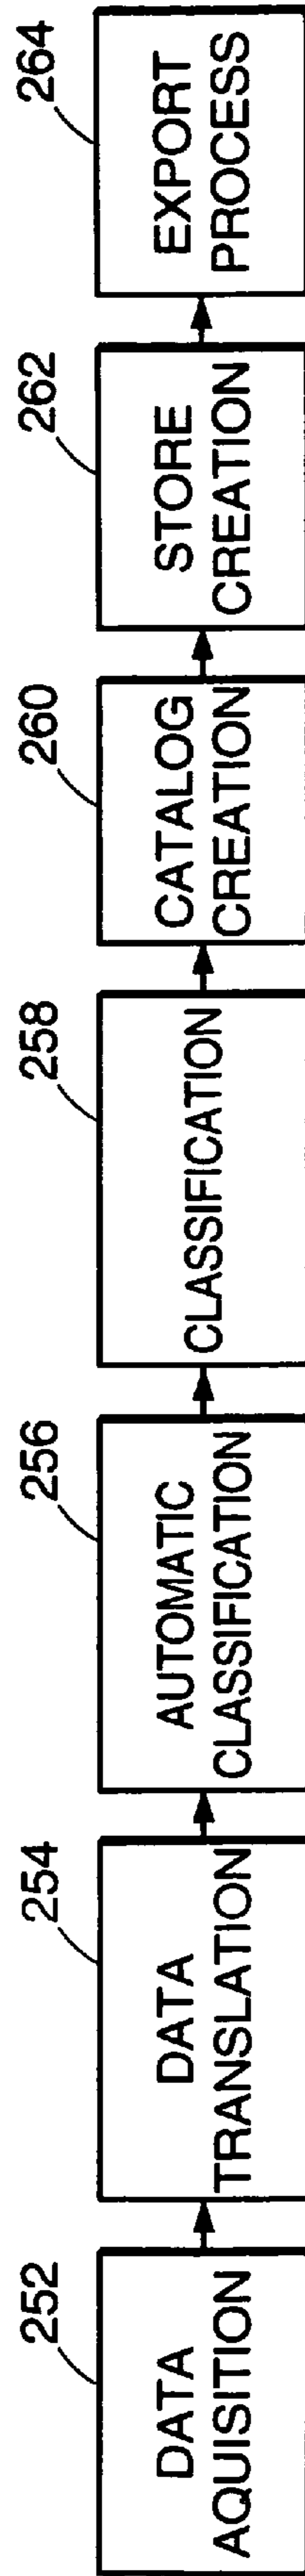 252
DATA
AQUISITION
254
DATA
TRANSLATION
256
AUTOMATIC
CLASSIFICATION
258
CLASSIFICATION
260
CATALOG
CREATION
262
STORE
CREATION
264
EXPORT
PROCESS